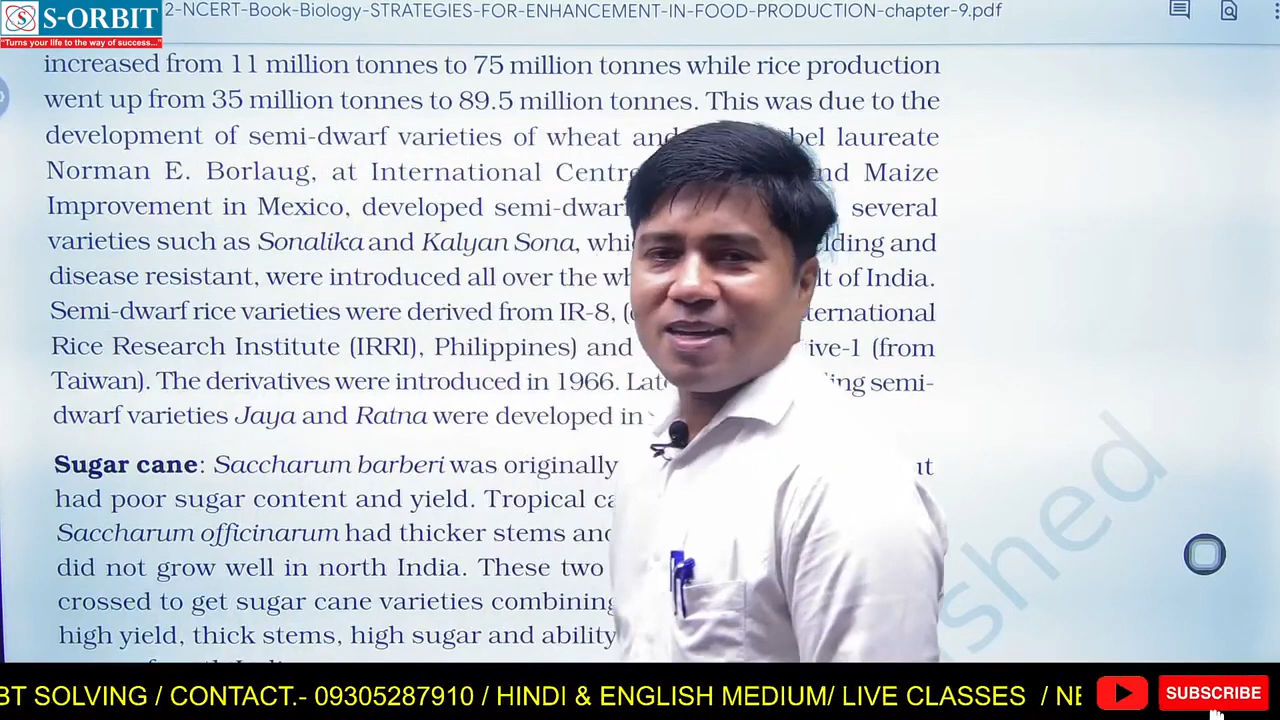 S-ORBIT
"Turns your life to the way of success..."
2-NCERT-Book-Biology-STRATEGIES-FOR-ENHANCEMENT-IN-FOOD-PRODUCTION-chapter-9.pdf
increased from 11 million tonnes to 75 million tonnes while rice production
went up from 35 million tonnes to 89.5 million tonnes. This was due to the
development of semi-dwarf varieties of wheat and bel laureate
Norman E. Borlaug, at International Centre nd Maize
Improvement in Mexico, developed semi-dwarf several
varieties such as Sonalika and Kalyan Sona, whi lding and
disease resistant, were introduced all over the wh lt of India.
Semi-dwarf rice varieties were derived from IR-8, ( ternational
Rice Research Institute (IRRI), Philippines) and ive-1 (from
Taiwan). The derivatives were introduced in 1966. Lat ing semi-
dwarf varieties Jaya and Ratna were developed in
Sugar cane: Saccharum barberi was originally ut
had poor sugar content and yield. Tropical ca
Saccharum officinarum had thicker stems and
did not grow well in north India. These two
crossed to get sugar cane varieties combining
high yield, thick stems, high sugar and ability
shed
BT SOLVING / CONTACT.- 09305287910 / HINDI & ENGLISH MEDIUM/ LIVE CLASSES / NE
SUBSCRIBE